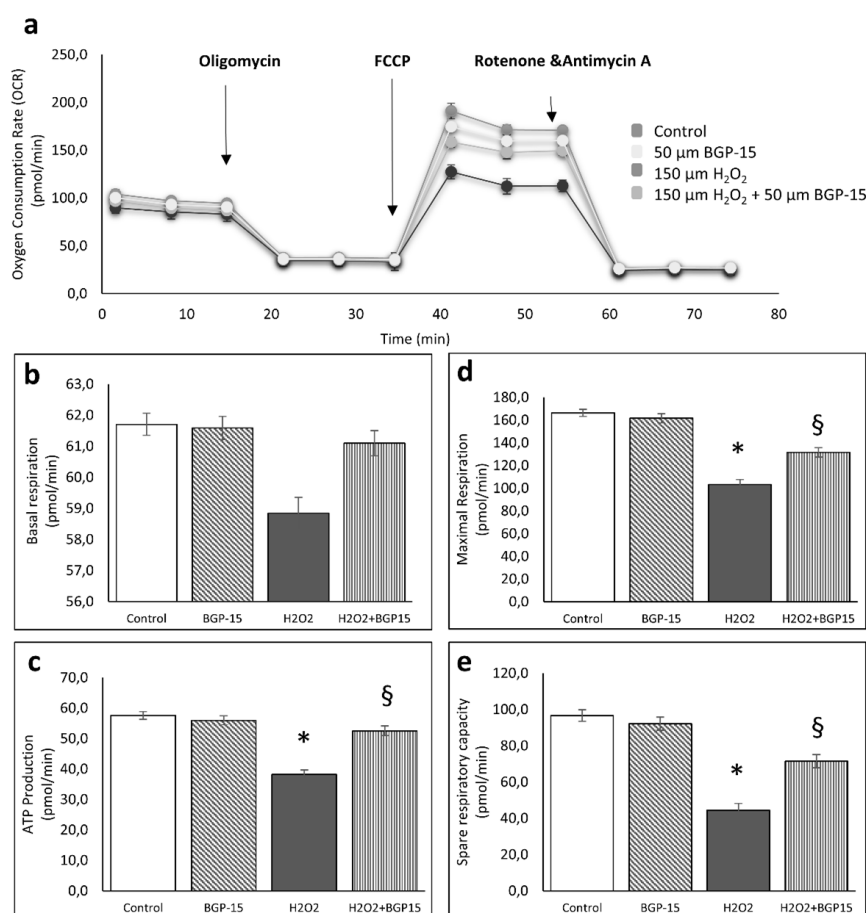 a
250,0
200,0
150,0
100,0
50,0
0,0
Oxygen Consumption Rate (OCR)
(pmol/min)
Oligomycin
FCCP
Rotenone &Antimycin A
Control
50 µm BGP-15
150 µm H₂O₂
150 µm H₂O₂ + 50 µm BGP-15
0
10
20
30
40
50
60
70
80
Time (min)
b
63,0
62,0
61,0
60,0
59,0
58,0
57,0
56,0
Basal respiration
(pmol/min)
Control
BGP-15
H2O2
H2O2+BGP15
d
180,0
160,0
140,0
120,0
100,0
80,0
60,0
40,0
20,0
0,0
Maximal Respiration
(pmol/min)
*
§
Control
BGP-15
H2O2
H2O2+BGP15
c
70,0
60,0
50,0
40,0
30,0
20,0
10,0
0,0
ATP Production
(pmol/min)
*
§
Control
BGP-15
H2O2
H2O2+BGP15
e
120,0
100,0
80,0
60,0
40,0
20,0
0,0
Spare respiratory capacity
(pmol/min)
*
§
Control
BGP-15
H2O2
H2O2+BGP15